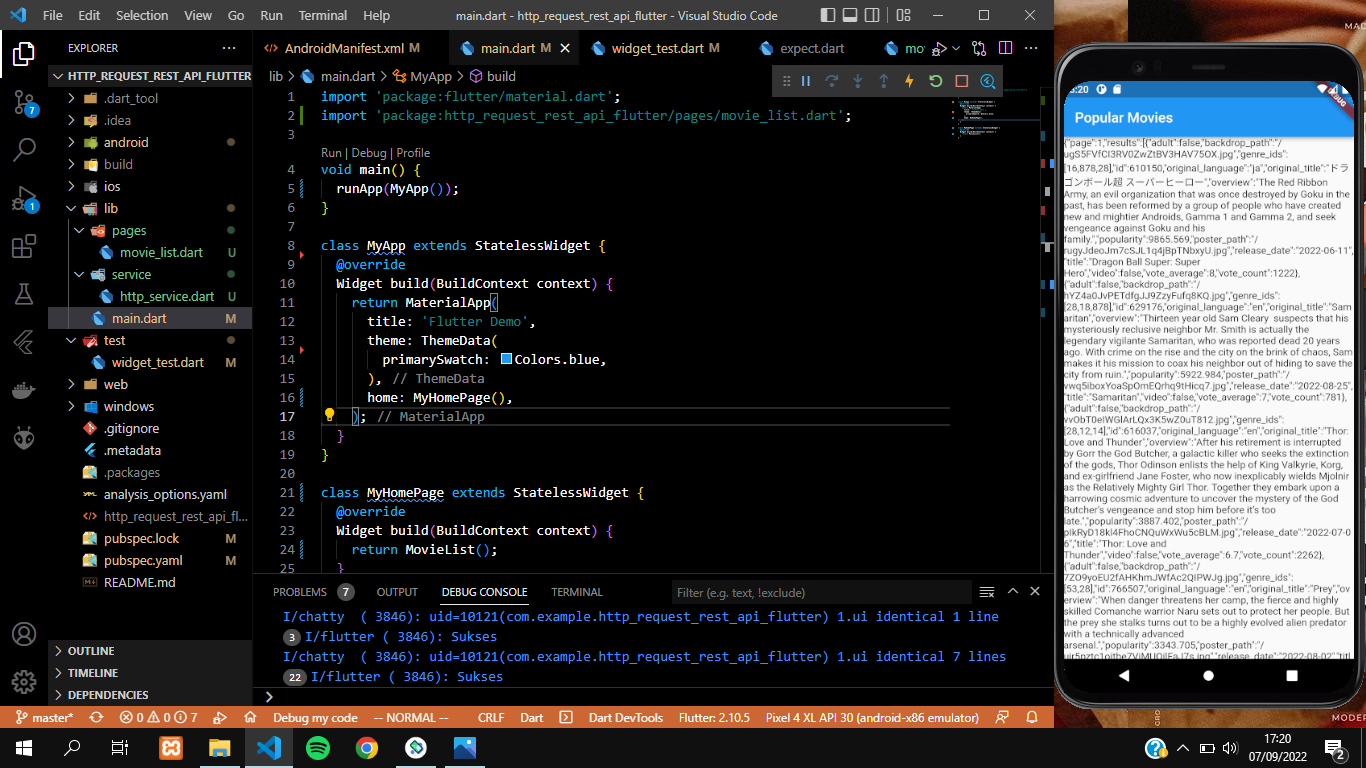 File Edit Selection View Go Run Terminal Help main.dart - http_request_rest_api_flutter - Visual Studio Code
EXPLORER
HTTP_REQUEST_REST_API_FLUTTER
.dart_tool
.idea
android
build
ios
lib
pages
movie_list.dart U
service
http_service.dart U
main.dart M
test
widget_test.dart M
web
windows
.gitignore
.metadata
.packages
analysis_options.yaml
http_request_rest_api_fl...
pubspec.lock M
pubspec.yaml M
README.md
OUTLINE
TIMELINE
DEPENDENCIES
7
1
AndroidManifest.xml M main.dart M widget_test.dart M expect.dart mo
lib > main.dart > MyApp > build
1 import 'package:flutter/material.dart';
2 import 'package:http_request_rest_api_flutter/pages/movie_list.dart';
3
Run | Debug | Profile
4 void main() {
5 runApp(MyApp());
6 }
7
8 class MyApp extends StatelessWidget {
9 @override
10 Widget build(BuildContext context) {
11 return MaterialApp(
12 title: 'Flutter Demo',
13 theme: ThemeData(
14 primarySwatch: Colors.blue,
15 ), // ThemeData
16 home: MyHomePage(),
17 ); // MaterialApp
18 }
19 }
20
21 class MyHomePage extends StatelessWidget {
22 @override
23 Widget build(BuildContext context) {
24 return MovieList();
25 }
PROBLEMS 7 OUTPUT DEBUG CONSOLE TERMINAL Filter (e.g. text, !exclude)
I/chatty ( 3846): uid=10121(com.example.http_request_rest_api_flutter) 1.ui identical 1 line
3 I/flutter ( 3846): Sukses
I/chatty ( 3846): uid=10121(com.example.http_request_rest_api_flutter) 1.ui identical 7 lines
22 I/flutter ( 3846): Sukses
master* 0 0 7 Debug my code -- NORMAL -- CRLF Dart Dart DevTools Flutter: 2.10.5 Pixel 4 XL API 30 (android-x86 emulator)
17:20
07/09/2022
2
3:20
DEBUG
Popular Movies
{"page":1,"results":[{"adult":false,"backdrop_path":"/
ugS5FVfCI3RV0ZwZtBV3HAV75OX.jpg","genre_ids":
[16,878,28],"id":610150,"original_language":"ja","original_title":"ドラ
ゴンボール超 スーパーヒーロー","overview":"The Red Ribbon
Army, an evil organization that was once destroyed by Goku in the
past, has been reformed by a group of people who have created
new and mightier Androids, Gamma 1 and Gamma 2, and seek
vengeance against Goku and his
family.","popularity":9865.569,"poster_path":"/
rugyJdeoJm7cSJL1q4jBpTNbxyU.jpg","release_date":"2022-06-11",
"title":"Dragon Ball Super: Super
Hero","video":false,"vote_average":8,"vote_count":1222},
{"adult":false,"backdrop_path":"/
hYZ4a0JvPETdfgJJ9ZzyFufq8KQ.jpg","genre_ids":
[28,18,878],"id":629176,"original_language":"en","original_title":"Sam
aritan","overview":"Thirteen year old Sam Cleary suspects that his
mysteriously reclusive neighbor Mr. Smith is actually the
legendary vigilante Samaritan, who was reported dead 20 years
ago. With crime on the rise and the city on the brink of chaos, Sam
makes it his mission to coax his neighbor out of hiding to save the
city from ruin.","popularity":5922.984,"poster_path":"/
vwq5iboxYoaSpOmEQrhq9tHicq7.jpg","release_date":"2022-08-25",
"title":"Samaritan","video":false,"vote_average":7,"vote_count":781},
{"adult":false,"backdrop_path":"/
vvObT0eIWGlArLQx3K5wZ0uT812.jpg","genre_ids":
[28,12,14],"id":616037,"original_language":"en","original_title":"Thor:
Love and Thunder","overview":"After his retirement is interrupted
by Gorr the God Butcher, a galactic killer who seeks the extinction
of the gods, Thor Odinson enlists the help of King Valkyrie, Korg,
and ex-girlfriend Jane Foster, who now inexplicably wields Mjolnir
as the Relatively Mighty Girl Thor. Together they embark upon a
harrowing cosmic adventure to uncover the mystery of the God
Butcher's vengeance and stop him before it's too
late.","popularity":3887.402,"poster_path":"/
pIkRyD18kl4FhoCNQuWxWu5cBLM.jpg","release_date":"2022-07-0
6","title":"Thor: Love and
Thunder","video":false,"vote_average":6.7,"vote_count":2262},
{"adult":false,"backdrop_path":"/
7ZO9yoEU2fAHKhmJWfAc2QIPWJg.jpg","genre_ids":
[53,28],"id":766507,"original_language":"en","original_title":"Prey","ov
erview":"When danger threatens her camp, the fierce and highly
skilled Comanche warrior Naru sets out to protect her people. But
the prey she stalks turns out to be a highly evolved alien predator
with a technically advanced
arsenal.","popularity":3343.705,"poster_path":"/